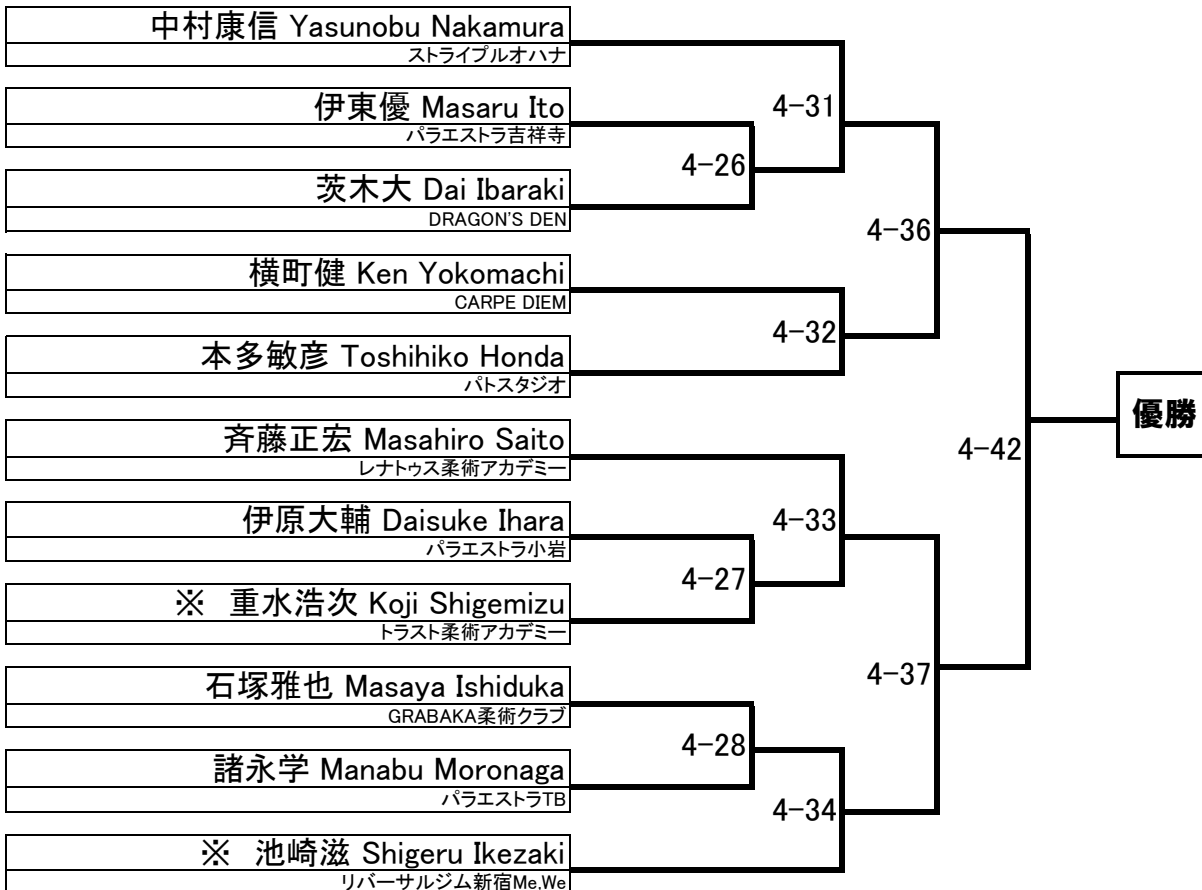 中村康信 Yasunobu Nakamura
ストライプルオハナ
伊東優 Masaru Ito
パラエストラ吉祥寺
茨木大 Dai Ibaraki
DRAGON'S DEN
横町健 Ken Yokomachi
CARPE DIEM
本多敏彦 Toshihiko Honda
パトスタジオ
斉藤正宏 Masahiro Saito
レナトゥス柔術アカデミー
伊原大輔 Daisuke Ihara
パラエストラ小岩
※ 重水浩次 Koji Shigemizu
トラスト柔術アカデミー
石塚雅也 Masaya Ishiduka
GRABAKA柔術クラブ
諸永学 Manabu Moronaga
パラエストラTB
※ 池崎滋 Shigeru Ikezaki
リバーサルジム新宿Me,We
4-26
4-27
4-28
4-31
4-32
4-33
4-34
4-36
4-37
4-42
優勝